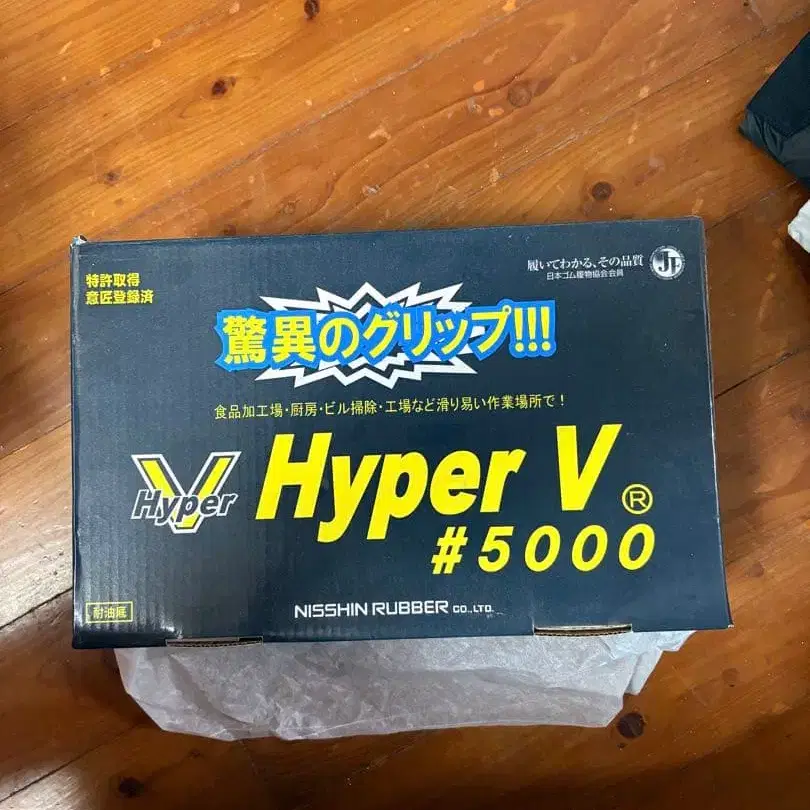 特許取得
意匠登録済
履いてわかる、その品質
日本ゴム履物協会会員
JF
驚異のグリップ!!!
食品加工場・厨房・ビル掃除・工場など滑り易い作業場所で!
Hyper V
Hyper V®
#5000
耐油底
NISSHIN RUBBER CO.,LTD.